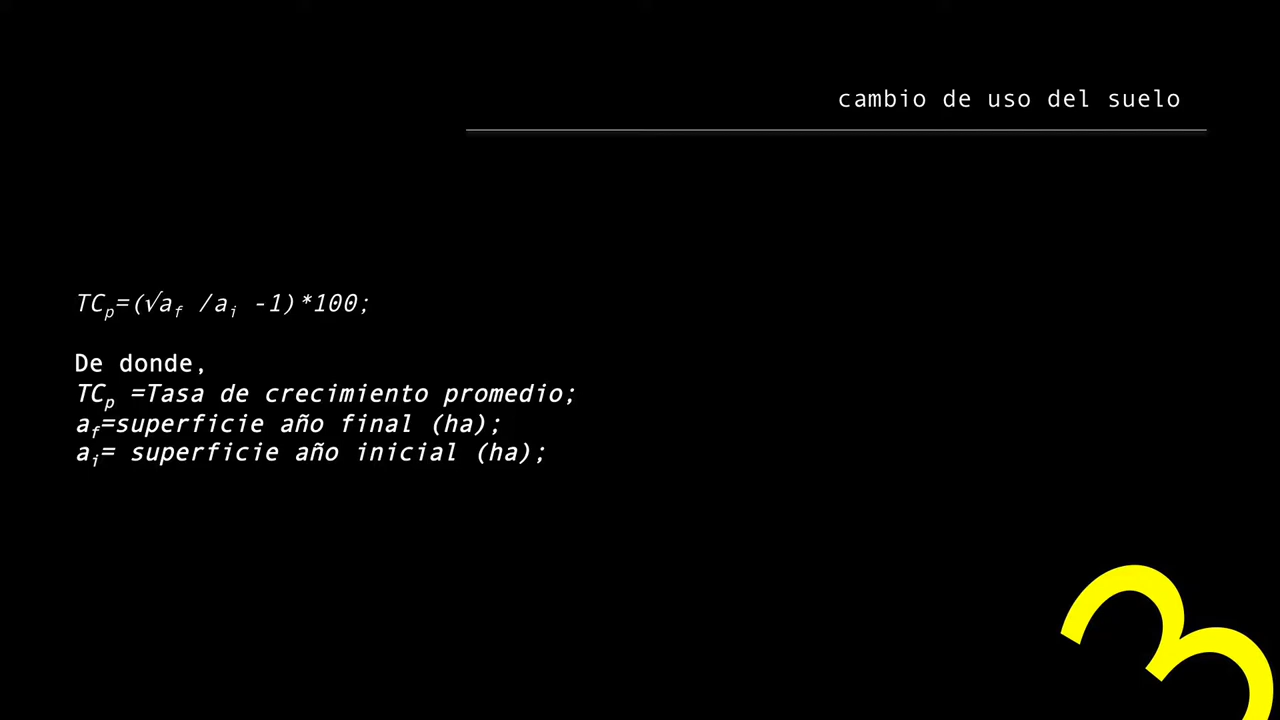 cambio de uso del suelo
TCp=(√af /ai -1)*100;
De donde,
TCp =Tasa de crecimiento promedio;
af=superficie año final (ha);
ai= superficie año inicial (ha);
3